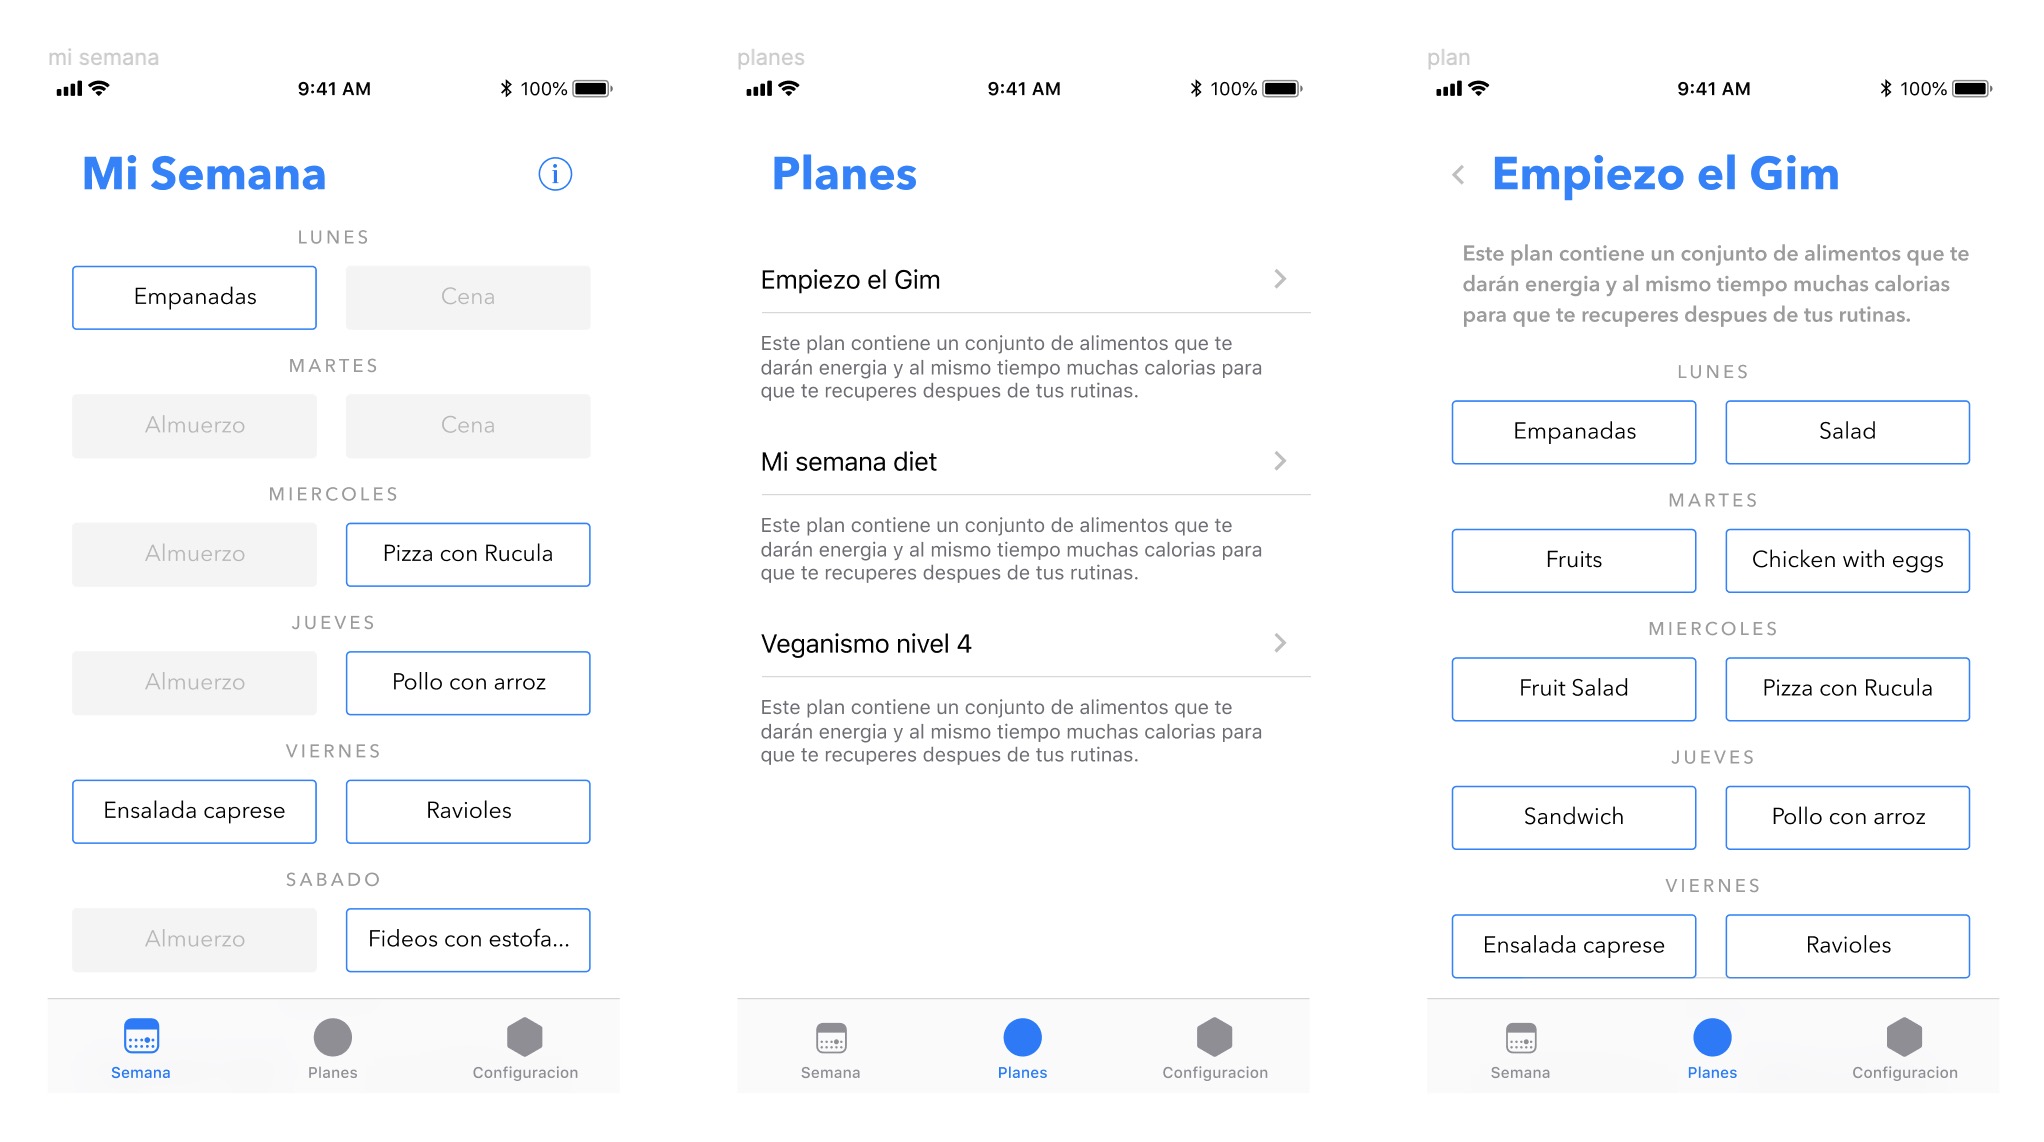 mi semana
9:41 AM
100%
Mi Semana
i
LUNES
Empanadas
Cena
MARTES
Almuerzo
Cena
MIERCOLES
Almuerzo
Pizza con Rucula
JUEVES
Almuerzo
Pollo con arroz
VIERNES
Ensalada caprese
Ravioles
SABADO
Almuerzo
Fideos con estofa...
Semana
Planes
Configuracion
planes
9:41 AM
100%
Planes
Empiezo el Gim
Este plan contiene un conjunto de alimentos que te
darán energia y al mismo tiempo muchas calorias para
que te recuperes despues de tus rutinas.
Mi semana diet
Este plan contiene un conjunto de alimentos que te
darán energia y al mismo tiempo muchas calorias para
que te recuperes despues de tus rutinas.
Veganismo nivel 4
Este plan contiene un conjunto de alimentos que te
darán energia y al mismo tiempo muchas calorias para
que te recuperes despues de tus rutinas.
Semana
Planes
Configuracion
plan
9:41 AM
100%
Empiezo el Gim
Este plan contiene un conjunto de alimentos que te
darán energia y al mismo tiempo muchas calorias
para que te recuperes despues de tus rutinas.
LUNES
Empanadas
Salad
MARTES
Fruits
Chicken with eggs
MIERCOLES
Fruit Salad
Pizza con Rucula
JUEVES
Sandwich
Pollo con arroz
VIERNES
Ensalada caprese
Ravioles
Semana
Planes
Configuracion